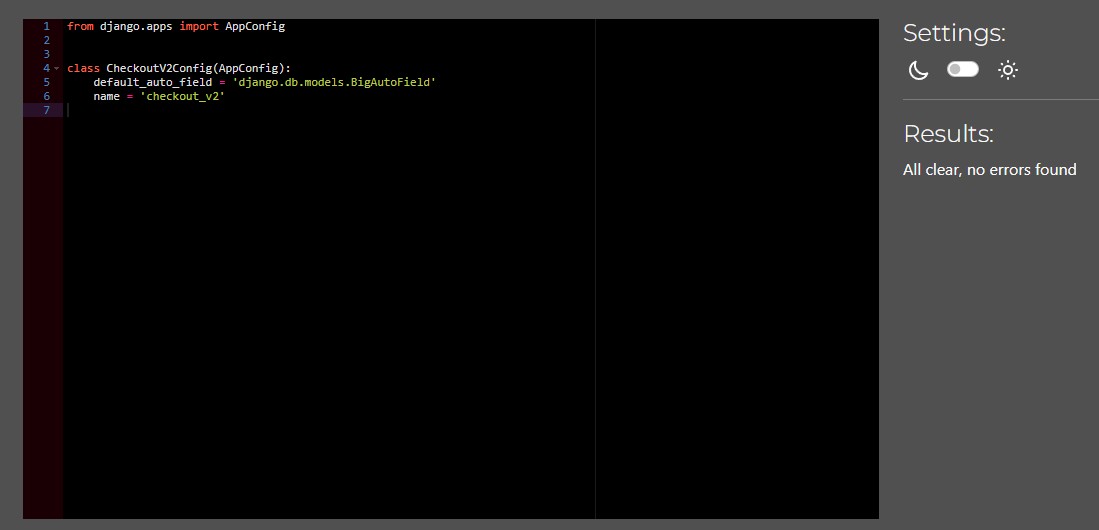 1 from django.apps import AppConfig
2
3
4 class CheckoutV2Config(AppConfig):
5     default_auto_field = 'django.db.models.BigAutoField'
6     name = 'checkout_v2'
7
Settings:
Results:
All clear, no errors found